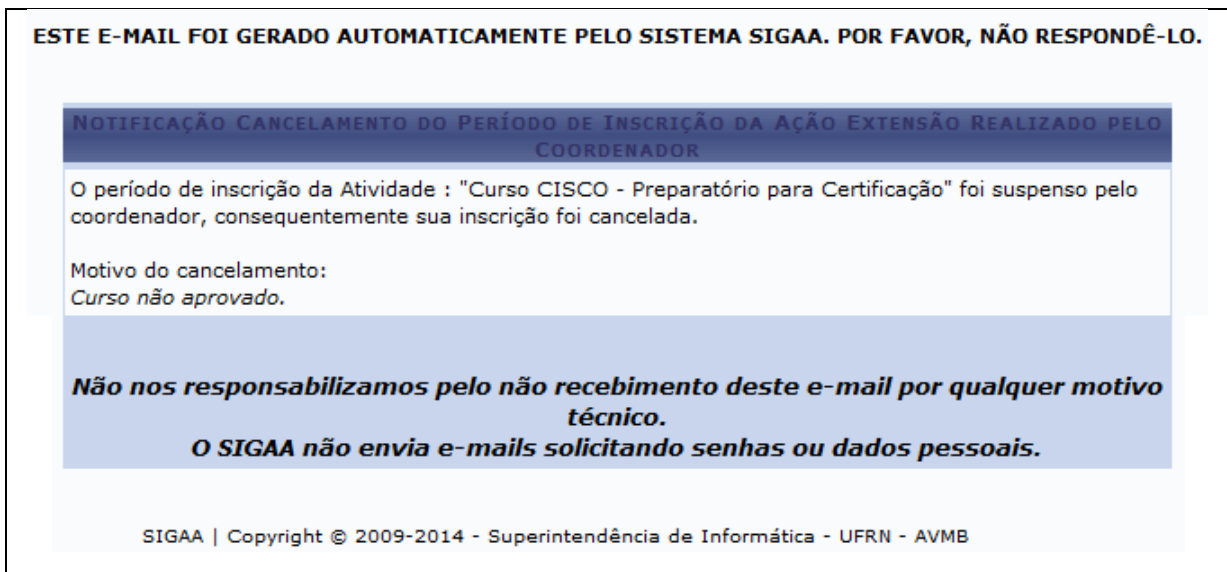 ESTE E-MAIL FOI GERADO AUTOMATICAMENTE PELO SISTEMA SIGAA. POR FAVOR, NÃO RESPONDÊ-LO.
NOTIFICAÇÃO CANCELAMENTO DO PERÍODO DE INSCRIÇÃO DA AÇÃO EXTENSÃO REALIZADO PELO
COORDENADOR
O período de inscrição da Atividade : "Curso CISCO - Preparatório para Certificação" foi suspenso pelo
coordenador, consequentemente sua inscrição foi cancelada.
Motivo do cancelamento:
Curso não aprovado.
Não nos responsabilizamos pelo não recebimento deste e-mail por qualquer motivo
técnico.
O SIGAA não envia e-mails solicitando senhas ou dados pessoais.
SIGAA | Copyright © 2009-2014 - Superintendência de Informática - UFRN - AVMB